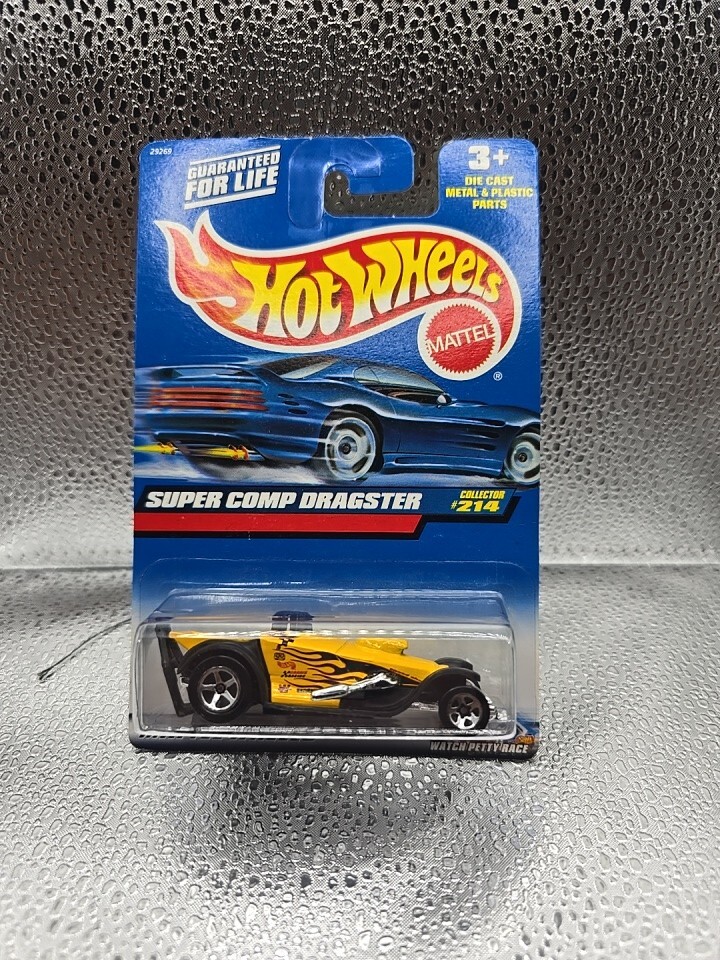 29269
GUARANTEED
FOR LIFE
3+
DIE CAST
METAL & PLASTIC
PARTS
HOT WHEELS
MATTEL
®
SUPER COMP DRAGSTER
COLLECTOR
#214
WATCH PETTY RACE